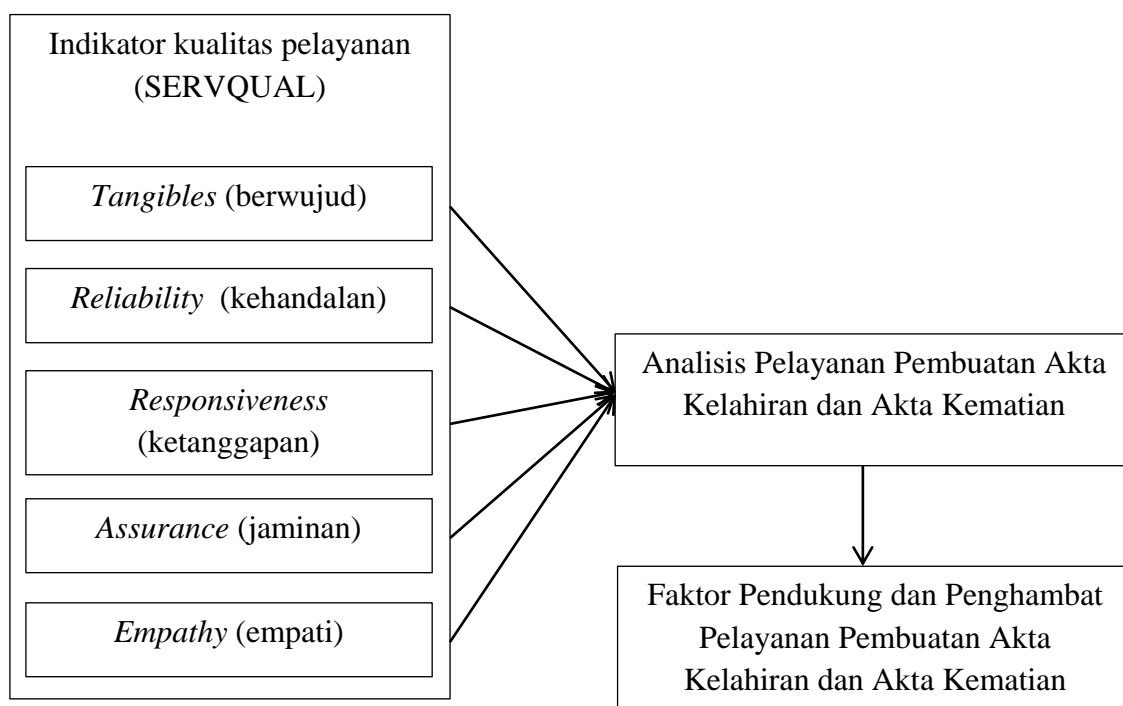 Indikator kualitas pelayanan
(SERVQUAL)
Tangibles (berwujud)
Reliability (kehandalan)
Responsiveness
(ketanggapan)
Assurance (jaminan)
Empathy (empati)
Analisis Pelayanan Pembuatan Akta
Kelahiran dan Akta Kematian
Faktor Pendukung dan Penghambat
Pelayanan Pembuatan Akta
Kelahiran dan Akta Kematian